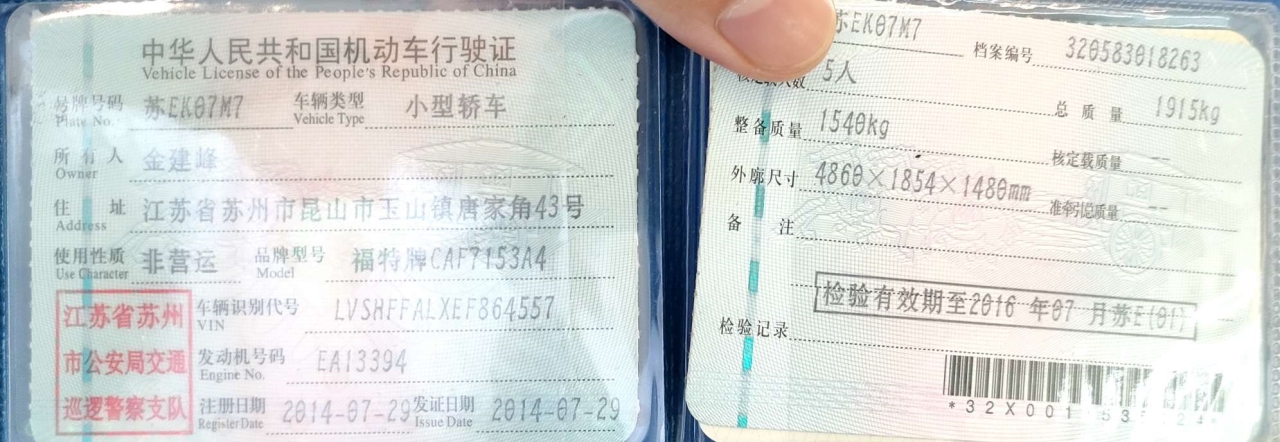 中华人民共和国机动车行驶证
Vehicle License of the People's Republic of China
号牌号码 苏EK07M7 车辆类型 小型轿车
Plate No. Vehicle Type
所有人 金建峰
Owner
住址 江苏省苏州市昆山市玉山镇唐家角43号
Address
使用性质 非营运 品牌型号 福特牌CAF7153A4
Use Character Model
江苏省苏州
市公安局交通
巡逻警察支队
车辆识别代号 LVSHFFALXEF864557
VIN
发动机号码 EA13394
Engine No.
注册日期 2014-07-29 发证日期 2014-07-29
Register Date Issue Date
苏EK07M7 档案编号 320583018263
5人 总质量 1915kg
整备质量 1540kg 核定载质量 --
外廓尺寸 4860×1854×1480mm 准牵引总质量 --
备注
检验有效期至2016年07月苏E(01)
检验记录
*32X001